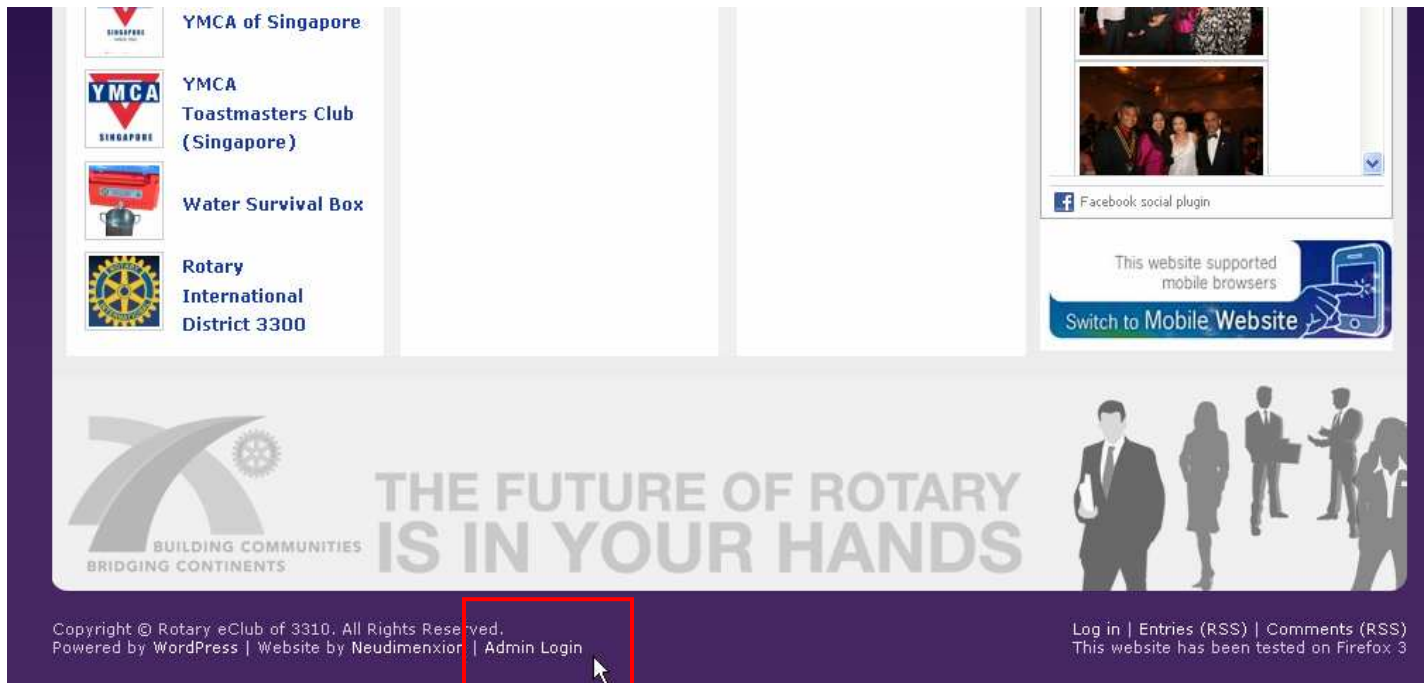 SINGAPORE
YMCA of Singapore
YMCA
SINGAPORE
YMCA
Toastmasters Club
(Singapore)
Water Survival Box
Rotary
International
District 3300
Facebook social plugin
This website supported
mobile browsers
Switch to Mobile Website
BUILDING COMMUNITIES
BRIDGING CONTINENTS
THE FUTURE OF ROTARY
IS IN YOUR HANDS
Copyright © Rotary eClub of 3310. All Rights Reserved.
Powered by WordPress | Website by Neudimenxion | Admin Login
Log in | Entries (RSS) | Comments (RSS)
This website has been tested on Firefox 3